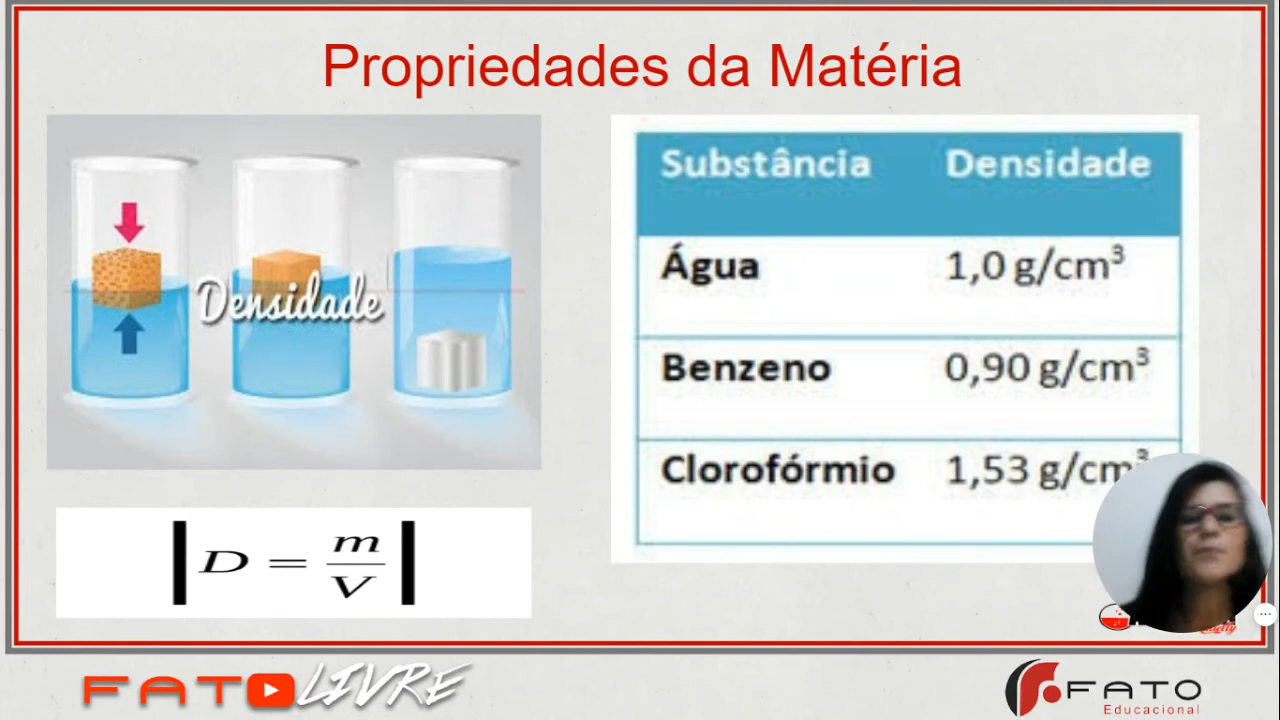 Propriedades da Matéria
Densidade
D = m/V
Substância Densidade
Água 1,0 g/cm³
Benzeno 0,90 g/cm³
Clorofórmio 1,53 g/cm³
FATO LIVRE
FATO
Educacional